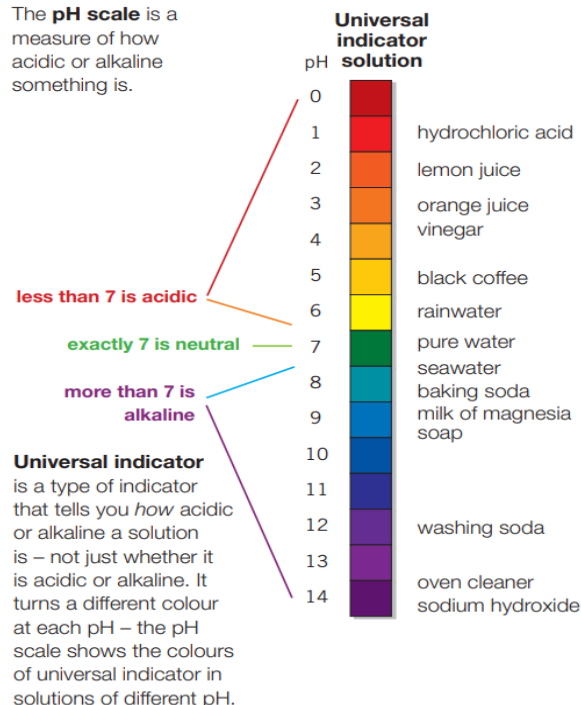 The pH scale is a
measure of how
acidic or alkaline
something is.
Universal
indicator
solution
pH
0
1
hydrochloric acid
2
lemon juice
3
orange juice
vinegar
4
5
black coffee
less than 7 is acidic
6
rainwater
exactly 7 is neutral
7
pure water
seawater
more than 7 is
alkaline
8
baking soda
9
milk of magnesia
soap
10
11
12
washing soda
13
oven cleaner
14
sodium hydroxide
Universal indicator
is a type of indicator
that tells you how acidic
or alkaline a solution
is – not just whether it
is acidic or alkaline. It
turns a different colour
at each pH – the pH
scale shows the colours
of universal indicator in
solutions of different pH.